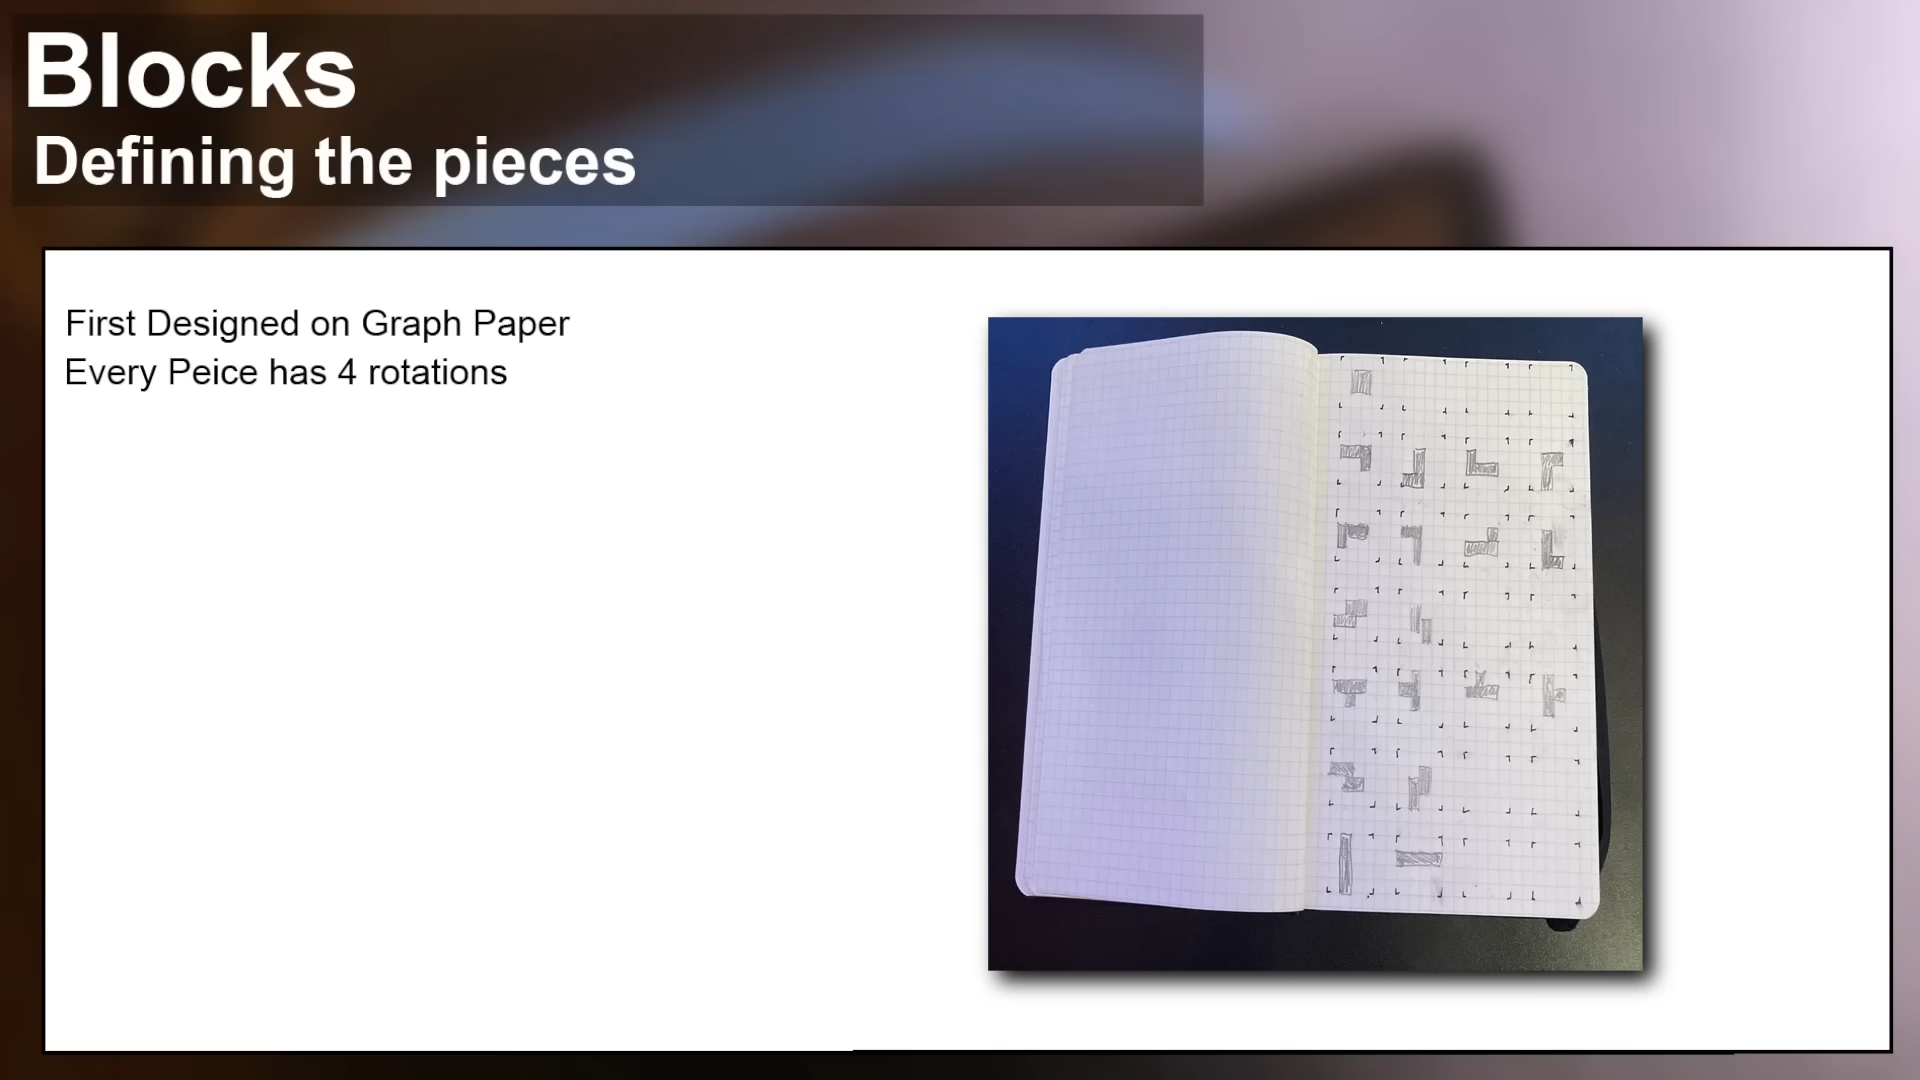 Blocks
Defining the pieces
First Designed on Graph Paper
Every Peice has 4 rotations